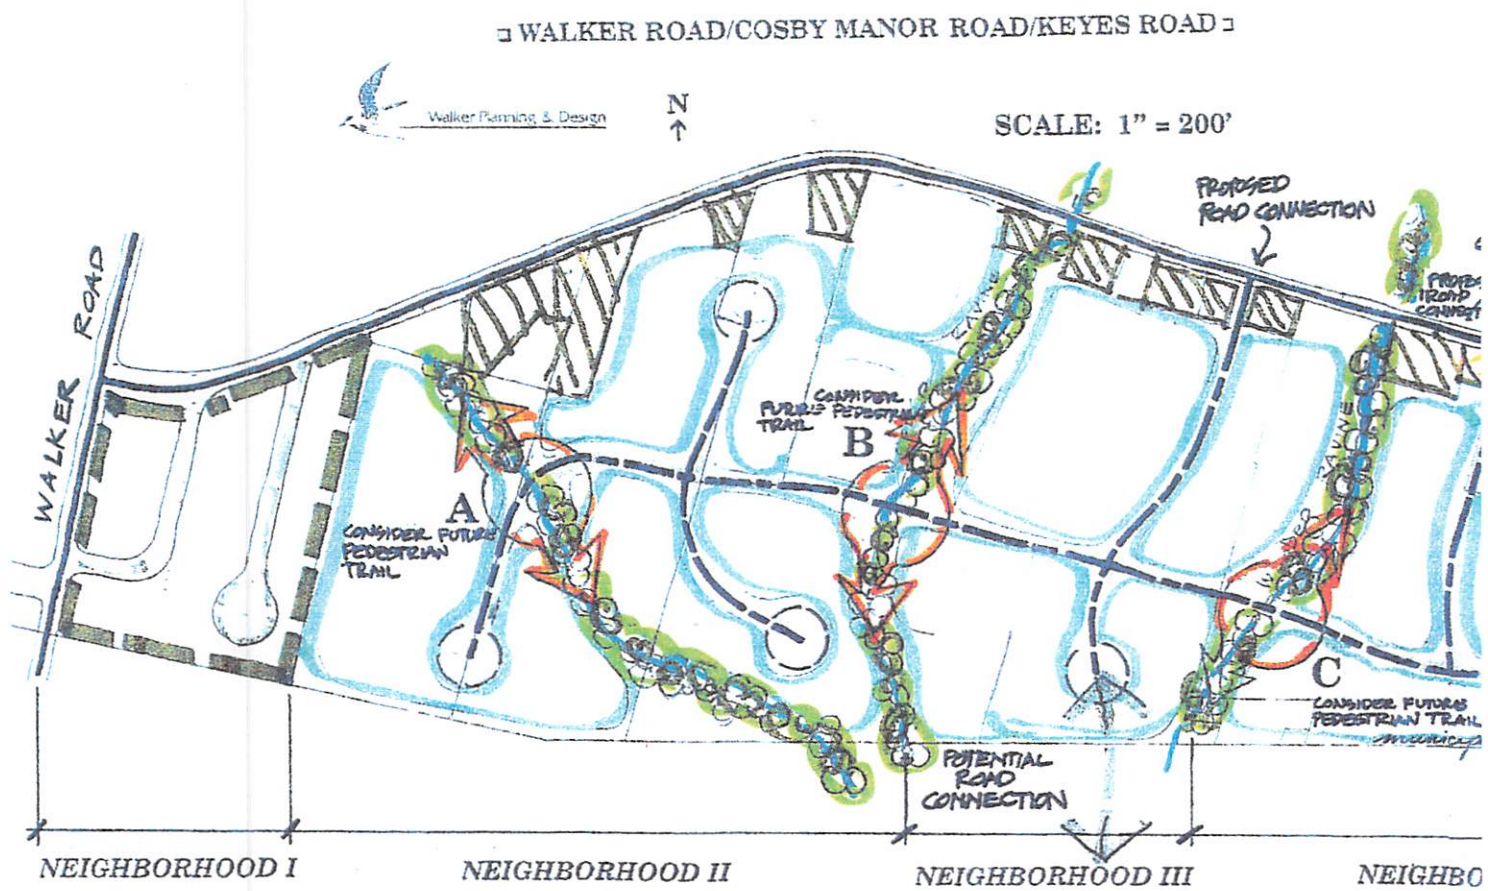 WALKER ROAD/COSBY MANOR ROAD/KEYES ROAD
Walker Planning & Design
N
SCALE: 1" = 200'
PROPOSED
ROAD CONNECTION
ROAD
WALKER
ROAD
CONSIDER
PEDESTRIAN
TRAIL
B
RAVINE
RAVINE
A
CONSIDER FUTURE
PEDESTRIAN
TRAIL
C
CONSIDER FUTURE
PEDESTRIAN TRAIL
POTENTIAL
ROAD
CONNECTION
NEIGHBORHOOD I
NEIGHBORHOOD II
NEIGHBORHOOD III
NEIGHBO